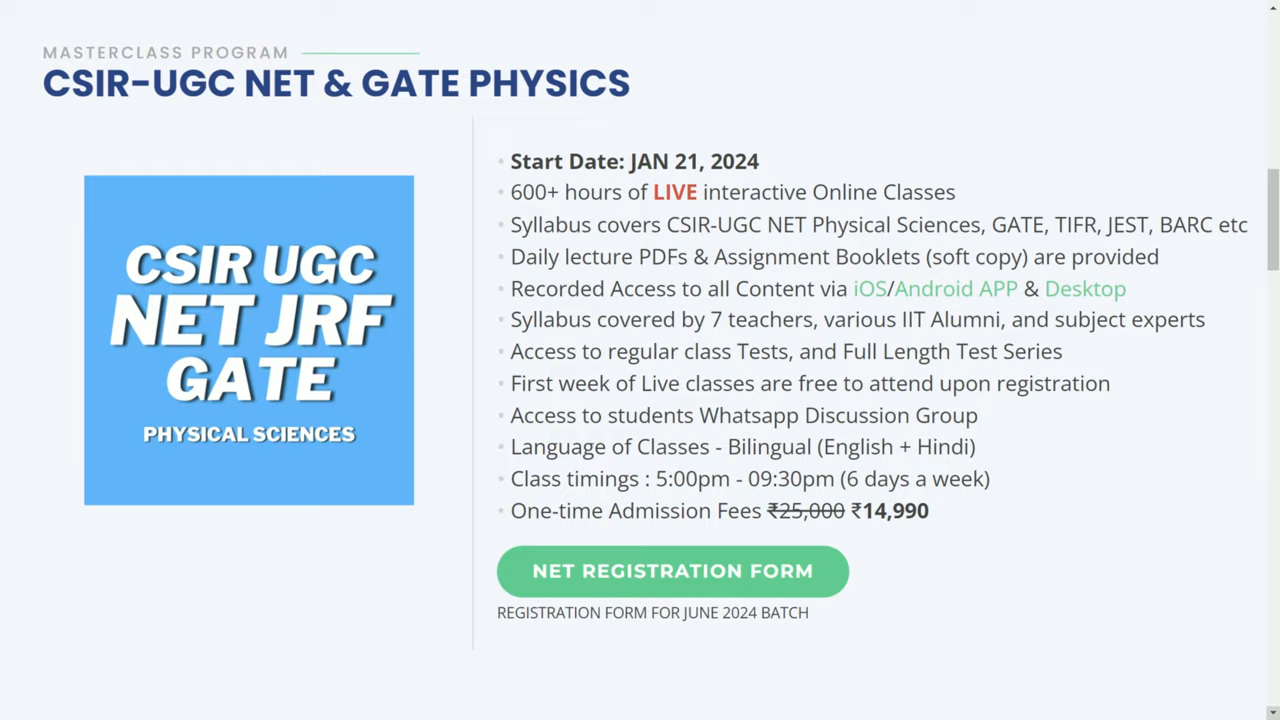 MASTERCLASS PROGRAM
CSIR-UGC NET & GATE PHYSICS
CSIR UGC
NET JRF
GATE
PHYSICAL SCIENCES
• Start Date: JAN 21, 2024
• 600+ hours of LIVE interactive Online Classes
• Syllabus covers CSIR-UGC NET Physical Sciences, GATE, TIFR, JEST, BARC etc
• Daily lecture PDFs & Assignment Booklets (soft copy) are provided
• Recorded Access to all Content via iOS/Android APP & Desktop
• Syllabus covered by 7 teachers, various IIT Alumni, and subject experts
• Access to regular class Tests, and Full Length Test Series
• First week of Live classes are free to attend upon registration
• Access to students Whatsapp Discussion Group
• Language of Classes - Bilingual (English + Hindi)
• Class timings : 5:00pm - 09:30pm (6 days a week)
• One-time Admission Fees ₹25,000 ₹14,990
NET REGISTRATION FORM
REGISTRATION FORM FOR JUNE 2024 BATCH